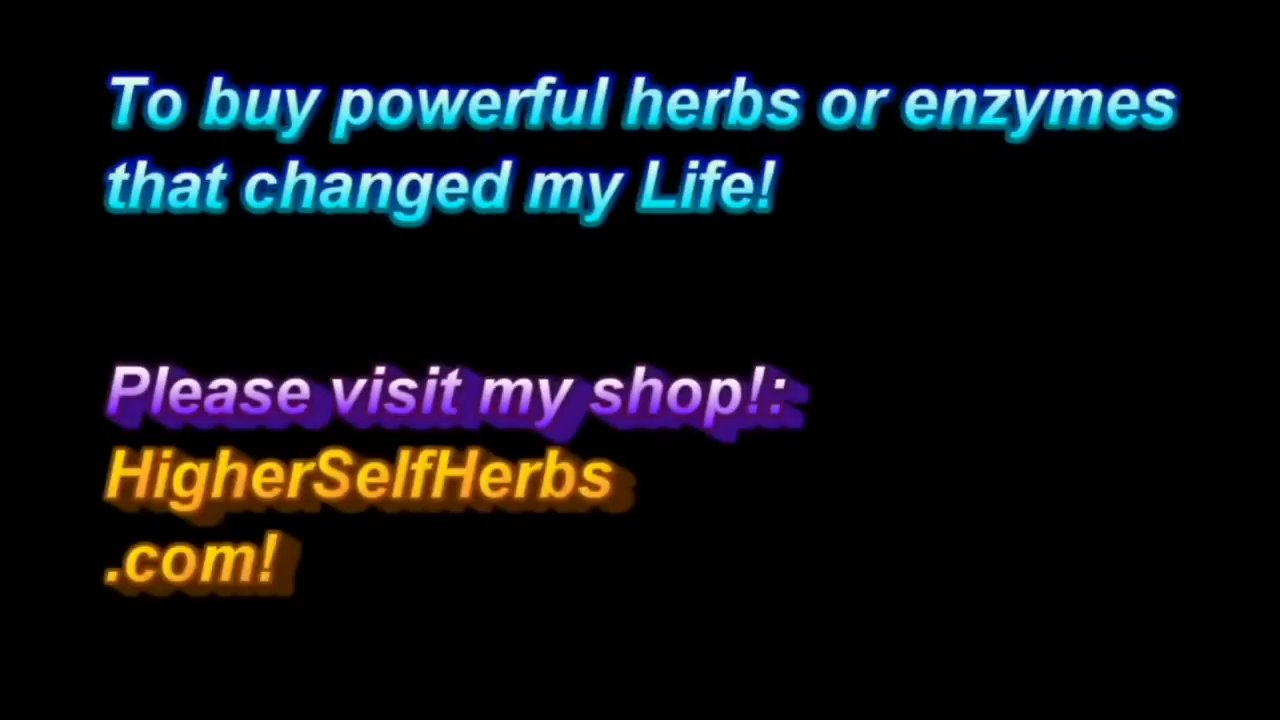 To buy powerful herbs or enzymes
that changed my Life!
Please visit my shop!:
HigherSelfHerbs
.com!